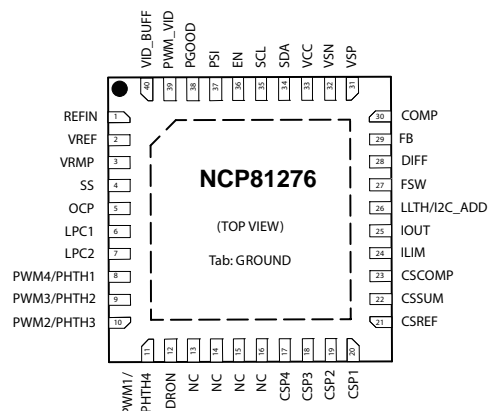 VID_BUFF
PWM_VID
PGOOD
PSI
EN
SCL
SDA
VCC
VSN
VSP
40
39
38
37
36
35
34
33
32
31
REFIN 1
VREF 2
VRMP 3
SS 4
OCP 5
LPC1 6
LPC2 7
PWM4/PHTH1 8
PWM3/PHTH2 9
PWM2/PHTH3 10
NCP81276
(TOP VIEW)
Tab: GROUND
30 COMP
29 FB
28 DIFF
27 FSW
26 LLTH/I2C_ADD
25 IOUT
24 ILIM
23 CSCOMP
22 CSSUM
21 CSREF
11
12
13
14
15
16
17
18
19
20
PWM1/
PHTH4
DRON
NC
NC
NC
NC
CSP4
CSP3
CSP2
CSP1